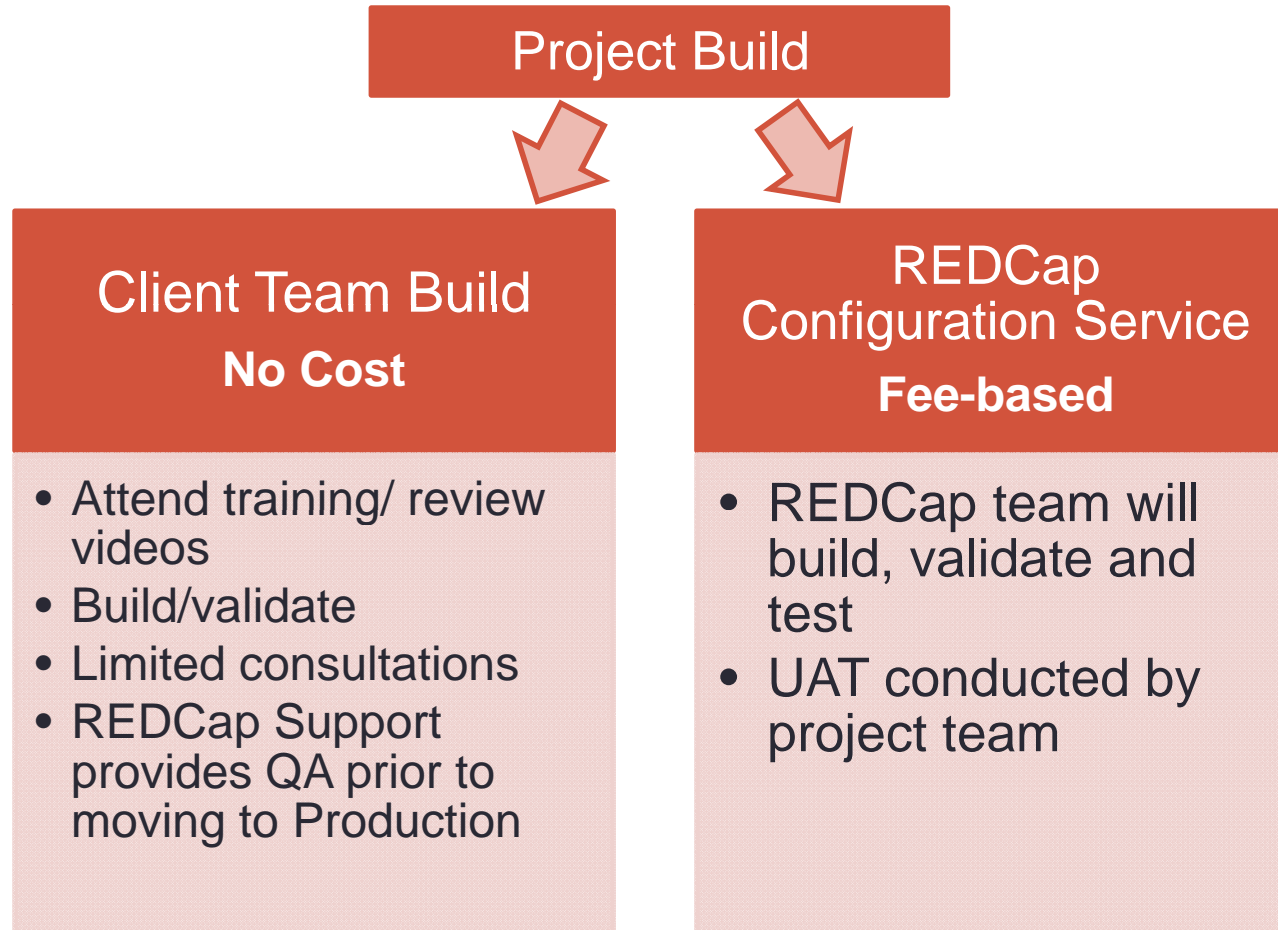 Project Build
Client Team Build
No Cost
• Attend training/ review
videos
• Build/validate
• Limited consultations
• REDCap Support
provides QA prior to
moving to Production
REDCap
Configuration Service
Fee-based
• REDCap team will
build, validate and
test
• UAT conducted by
project team